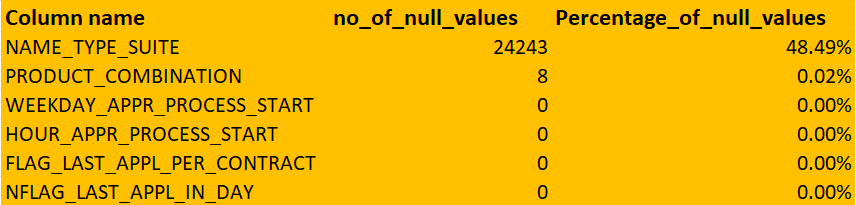 Column name no_of_null_values Percentage_of_null_values
NAME_TYPE_SUITE 24243 48.49%
PRODUCT_COMBINATION 8 0.02%
WEEKDAY_APPR_PROCESS_START 0 0.00%
HOUR_APPR_PROCESS_START 0 0.00%
FLAG_LAST_APPL_PER_CONTRACT 0 0.00%
NFLAG_LAST_APPL_IN_DAY 0 0.00%